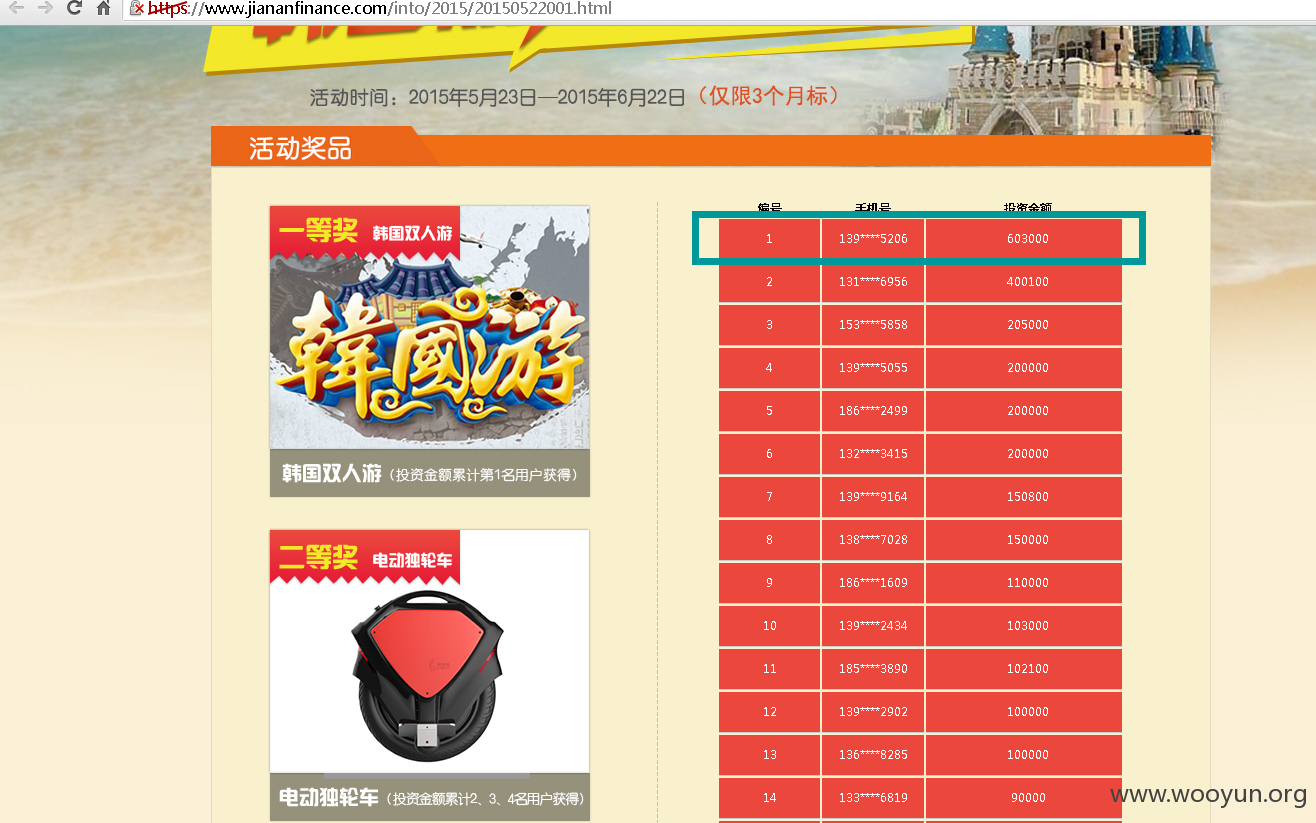 https://www.jiananfinance.com/into/2015/20150522001.html
活动时间：2015年5月23日—2015年6月22日（仅限3个月标）
活动奖品
一等奖 韩国双人游
韓國游
韩国双人游（投资金额累计第1名用户获得）
二等奖 电动独轮车
电动独轮车（投资金额累计2、3、4名用户获得）
编号 手机号 投资金额
1 139****5206 603000
2 131****6956 400100
3 153****5858 205000
4 139****5055 200000
5 186****2499 200000
6 132****3415 200000
7 139****9164 150800
8 138****7028 150000
9 186****1609 110000
10 139****2434 103000
11 185****3890 102100
12 139****2902 100000
13 136****8285 100000
14 133****6819 90000
www.wooyun.org